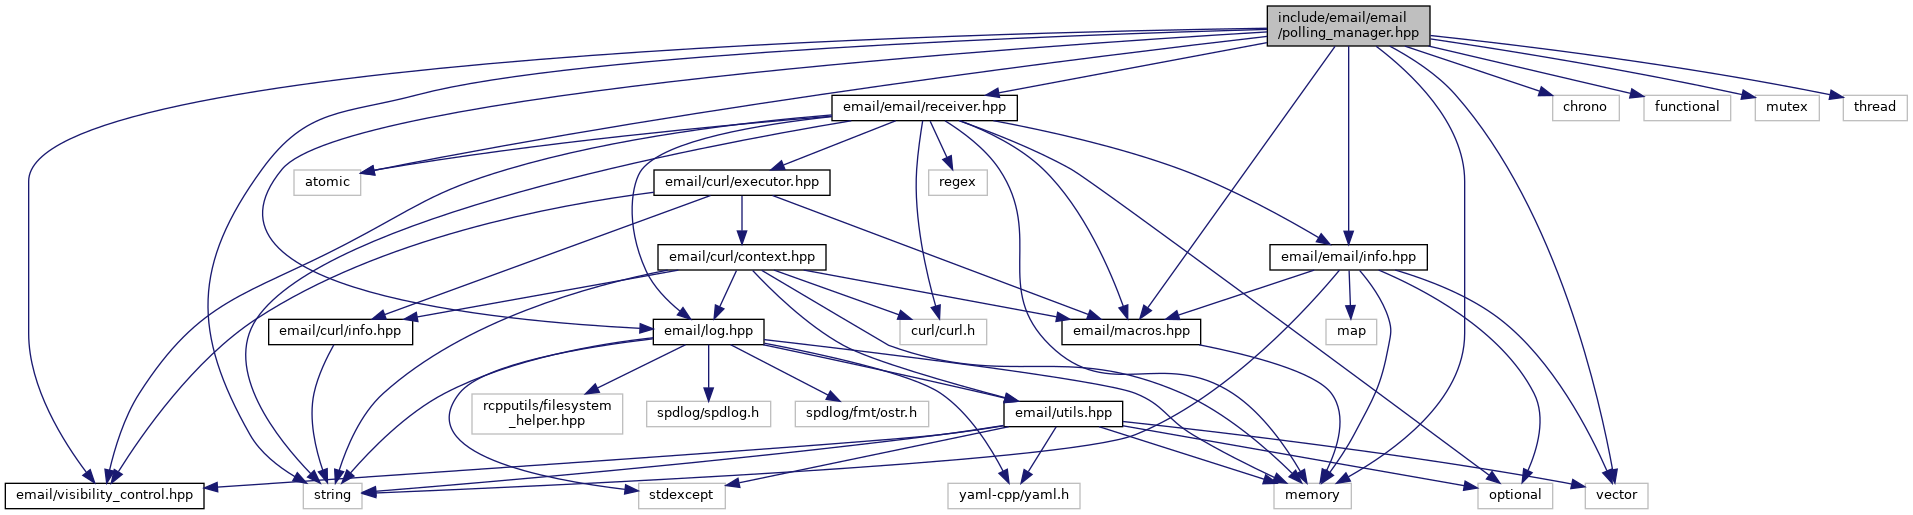 include/email/email
/polling_manager.hpp
email/email/receiver.hpp
chrono
functional
mutex
thread
atomic
email/curl/executor.hpp
regex
email/curl/context.hpp
email/email/info.hpp
email/curl/info.hpp
email/log.hpp
curl/curl.h
email/macros.hpp
map
rcpputils/filesystem
_helper.hpp
spdlog/spdlog.h
spdlog/fmt/ostr.h
email/utils.hpp
email/visibility_control.hpp
string
stdexcept
yaml-cpp/yaml.h
memory
optional
vector